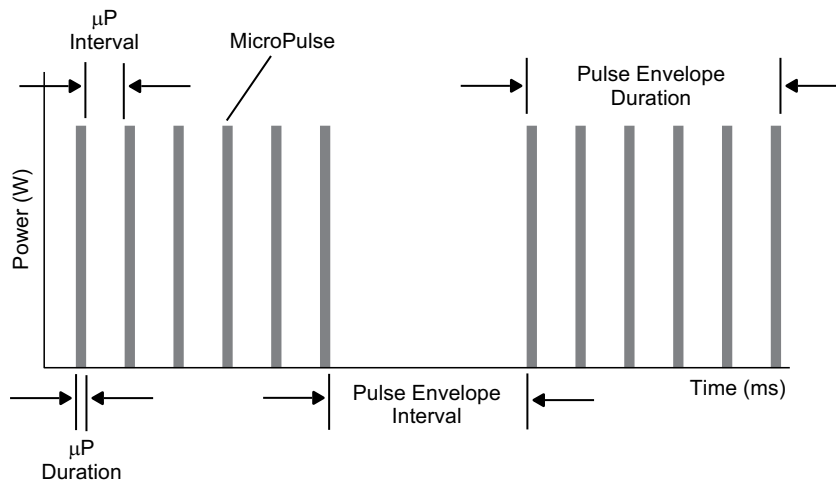 μP
Interval
MicroPulse
Pulse Envelope
Duration
Power (W)
Pulse Envelope
Interval
Time (ms)
μP
Duration